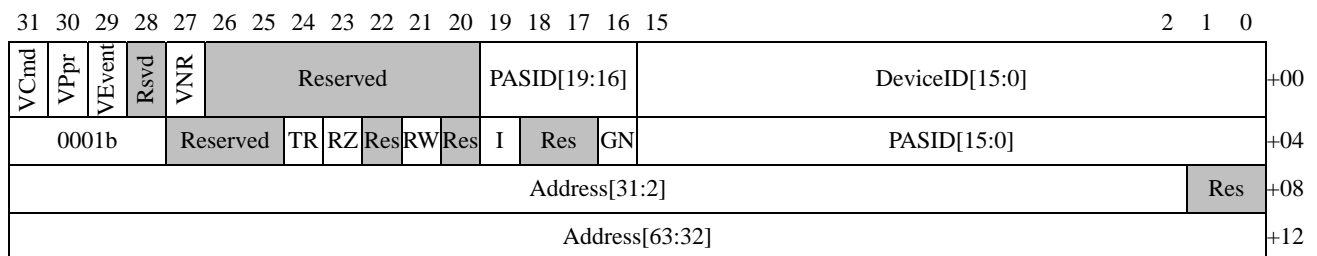 31 30 29 28 27 26 25 24 23 22 21 20 19 18 17 16 15 2 1 0
VCmd VPpr VEvent Rsvd VNR Reserved PASID[19:16] DeviceID[15:0] +00
0001b Reserved TR RZ Res RW Res I Res GN PASID[15:0] +04
Address[31:2] Res +08
Address[63:32] +12